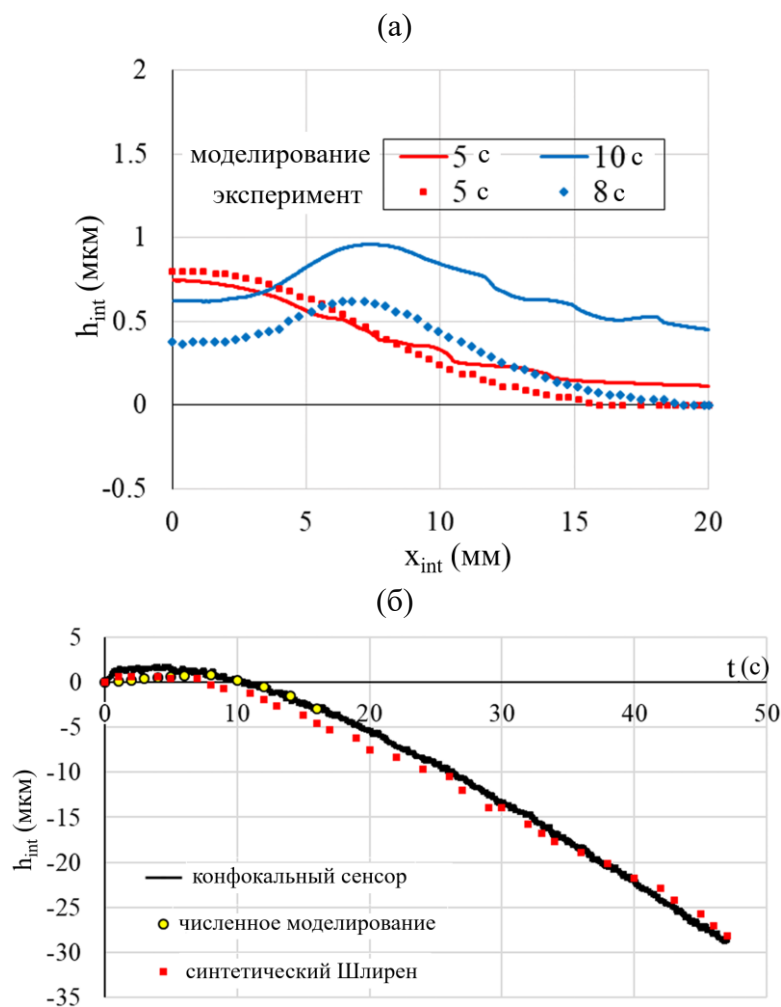 (а)
2
1.5
1
0.5
0
-0.5
h_int (мкм)
моделирование 5 с 10 с
эксперимент 5 с 8 с
0 5 10 15 20
x_int (мм)
(б)
5
0
-5
-10
-15
-20
-25
-30
-35
h_int (мкм)
t (с)
0 10 20 30 40 50
конфокальный сенсор
численное моделирование
синтетический Шлирен